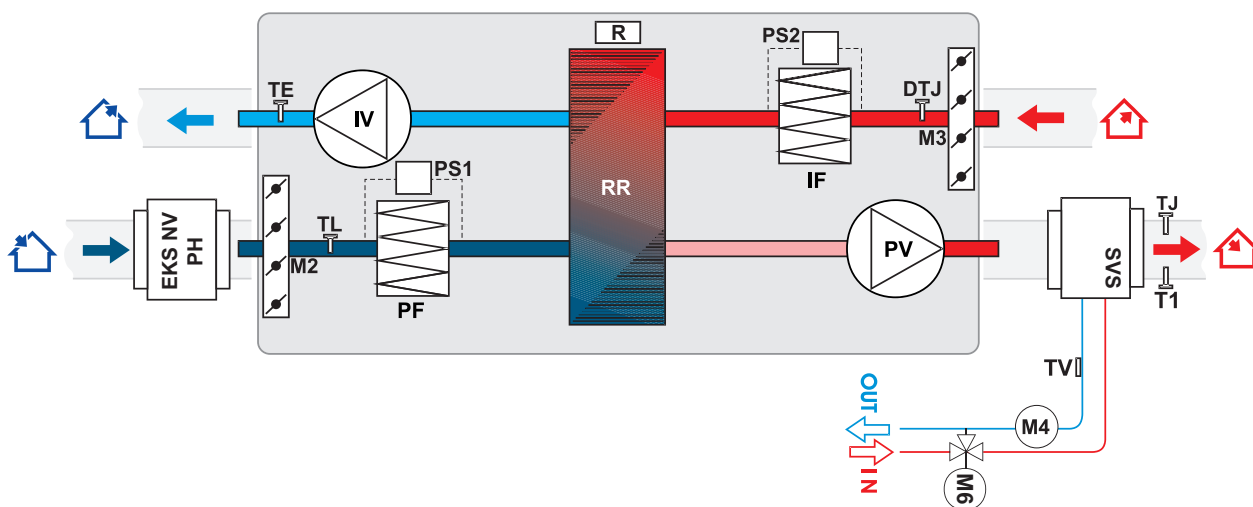 R
PS2
TE
IV
DTJ
M3
IF
PS1
RR
EKS NV
PH
TL
M2
PF
PV
SVS
TJ
T1
TV
OUT
M4
IN
M6